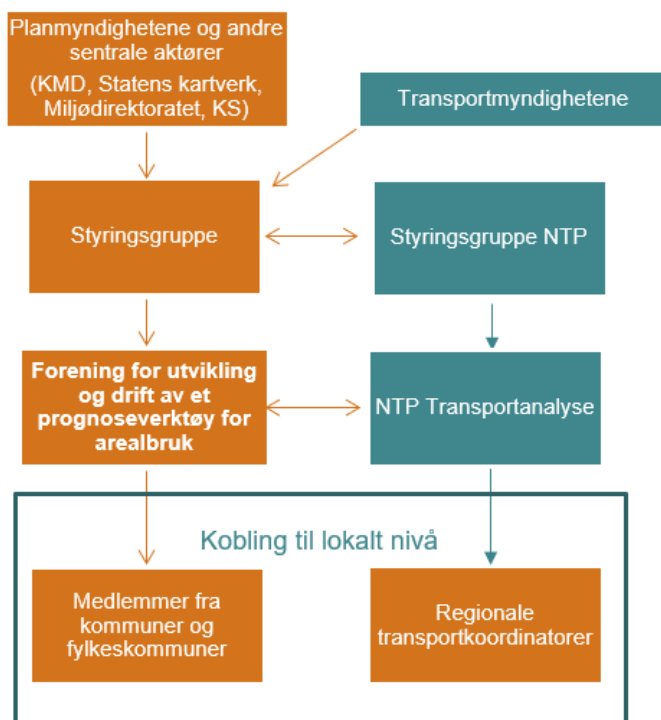 Planmyndighetene og andre
sentrale aktører
(KMD, Statens kartverk,
Miljødirektoratet, KS)
Transportmyndighetene
Styringsgruppe
Styringsgruppe NTP
Forening for utvikling
og drift av et
prognoseverktøy for
arealbruk
NTP Transportanalyse
Kobling til lokalt nivå
Medlemmer fra
kommuner og
fylkeskommuner
Regionale
transportkoordinatorer